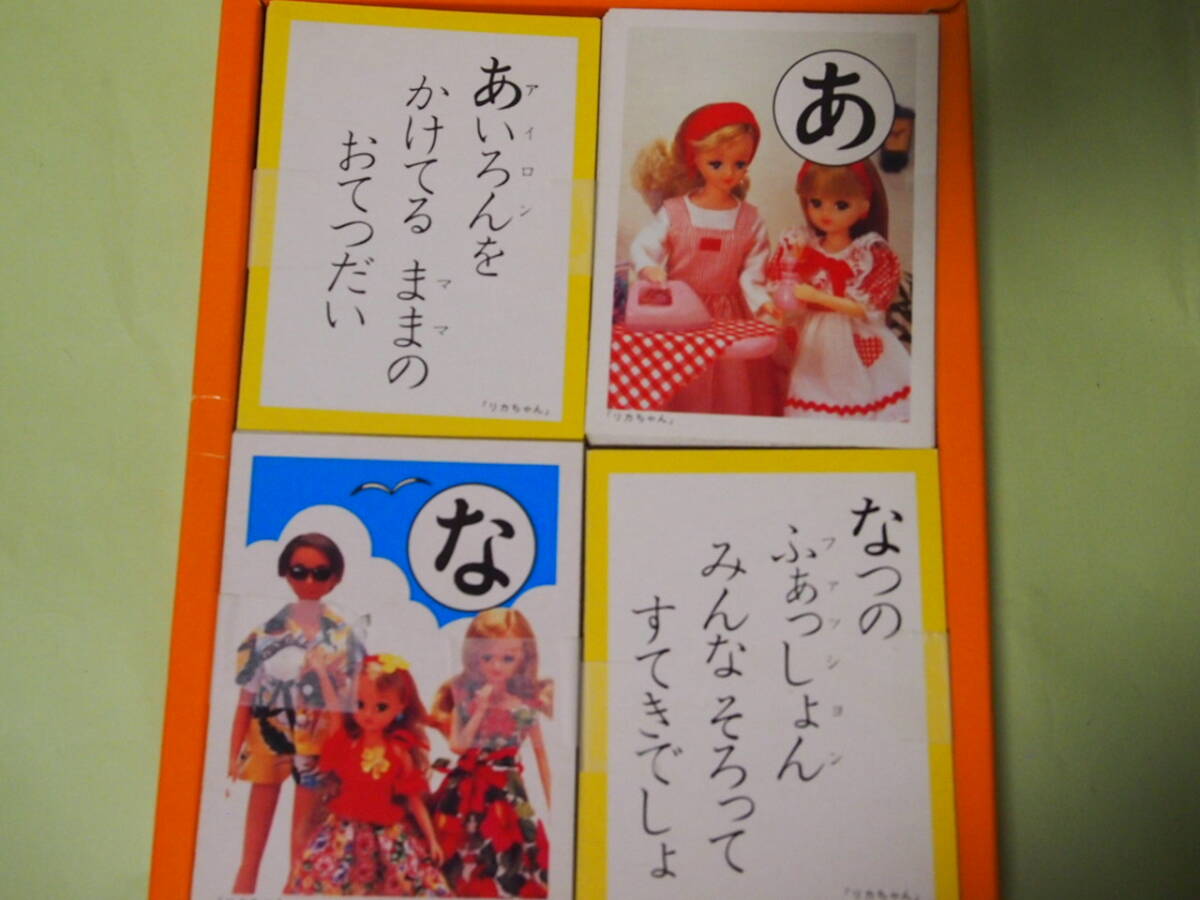 あいろんを
アイロン
かけてる ままの
ママ
おてつだい
「リカちゃん」
あ
「リカちゃん」
な
なつの
ふぁっしょん
ファッション
みんな そろって
すてきでしょ
「リカちゃん」